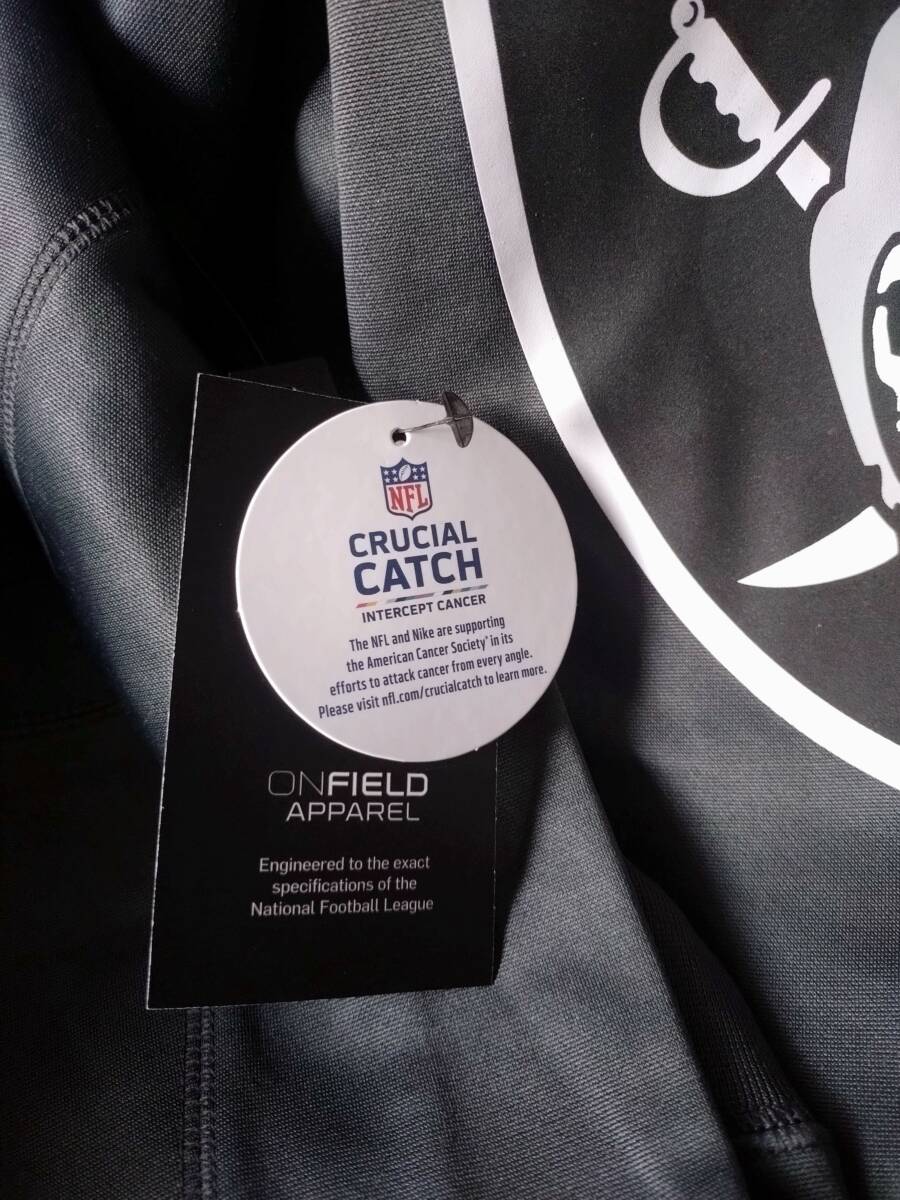 NFL
CRUCIAL
CATCH
INTERCEPT CANCER
The NFL and Nike are supporting
the American Cancer Society® in its
efforts to attack cancer from every angle.
Please visit nfl.com/crucialcatch to learn more.
ONFIELD
APPAREL
Engineered to the exact
specifications of the
National Football League